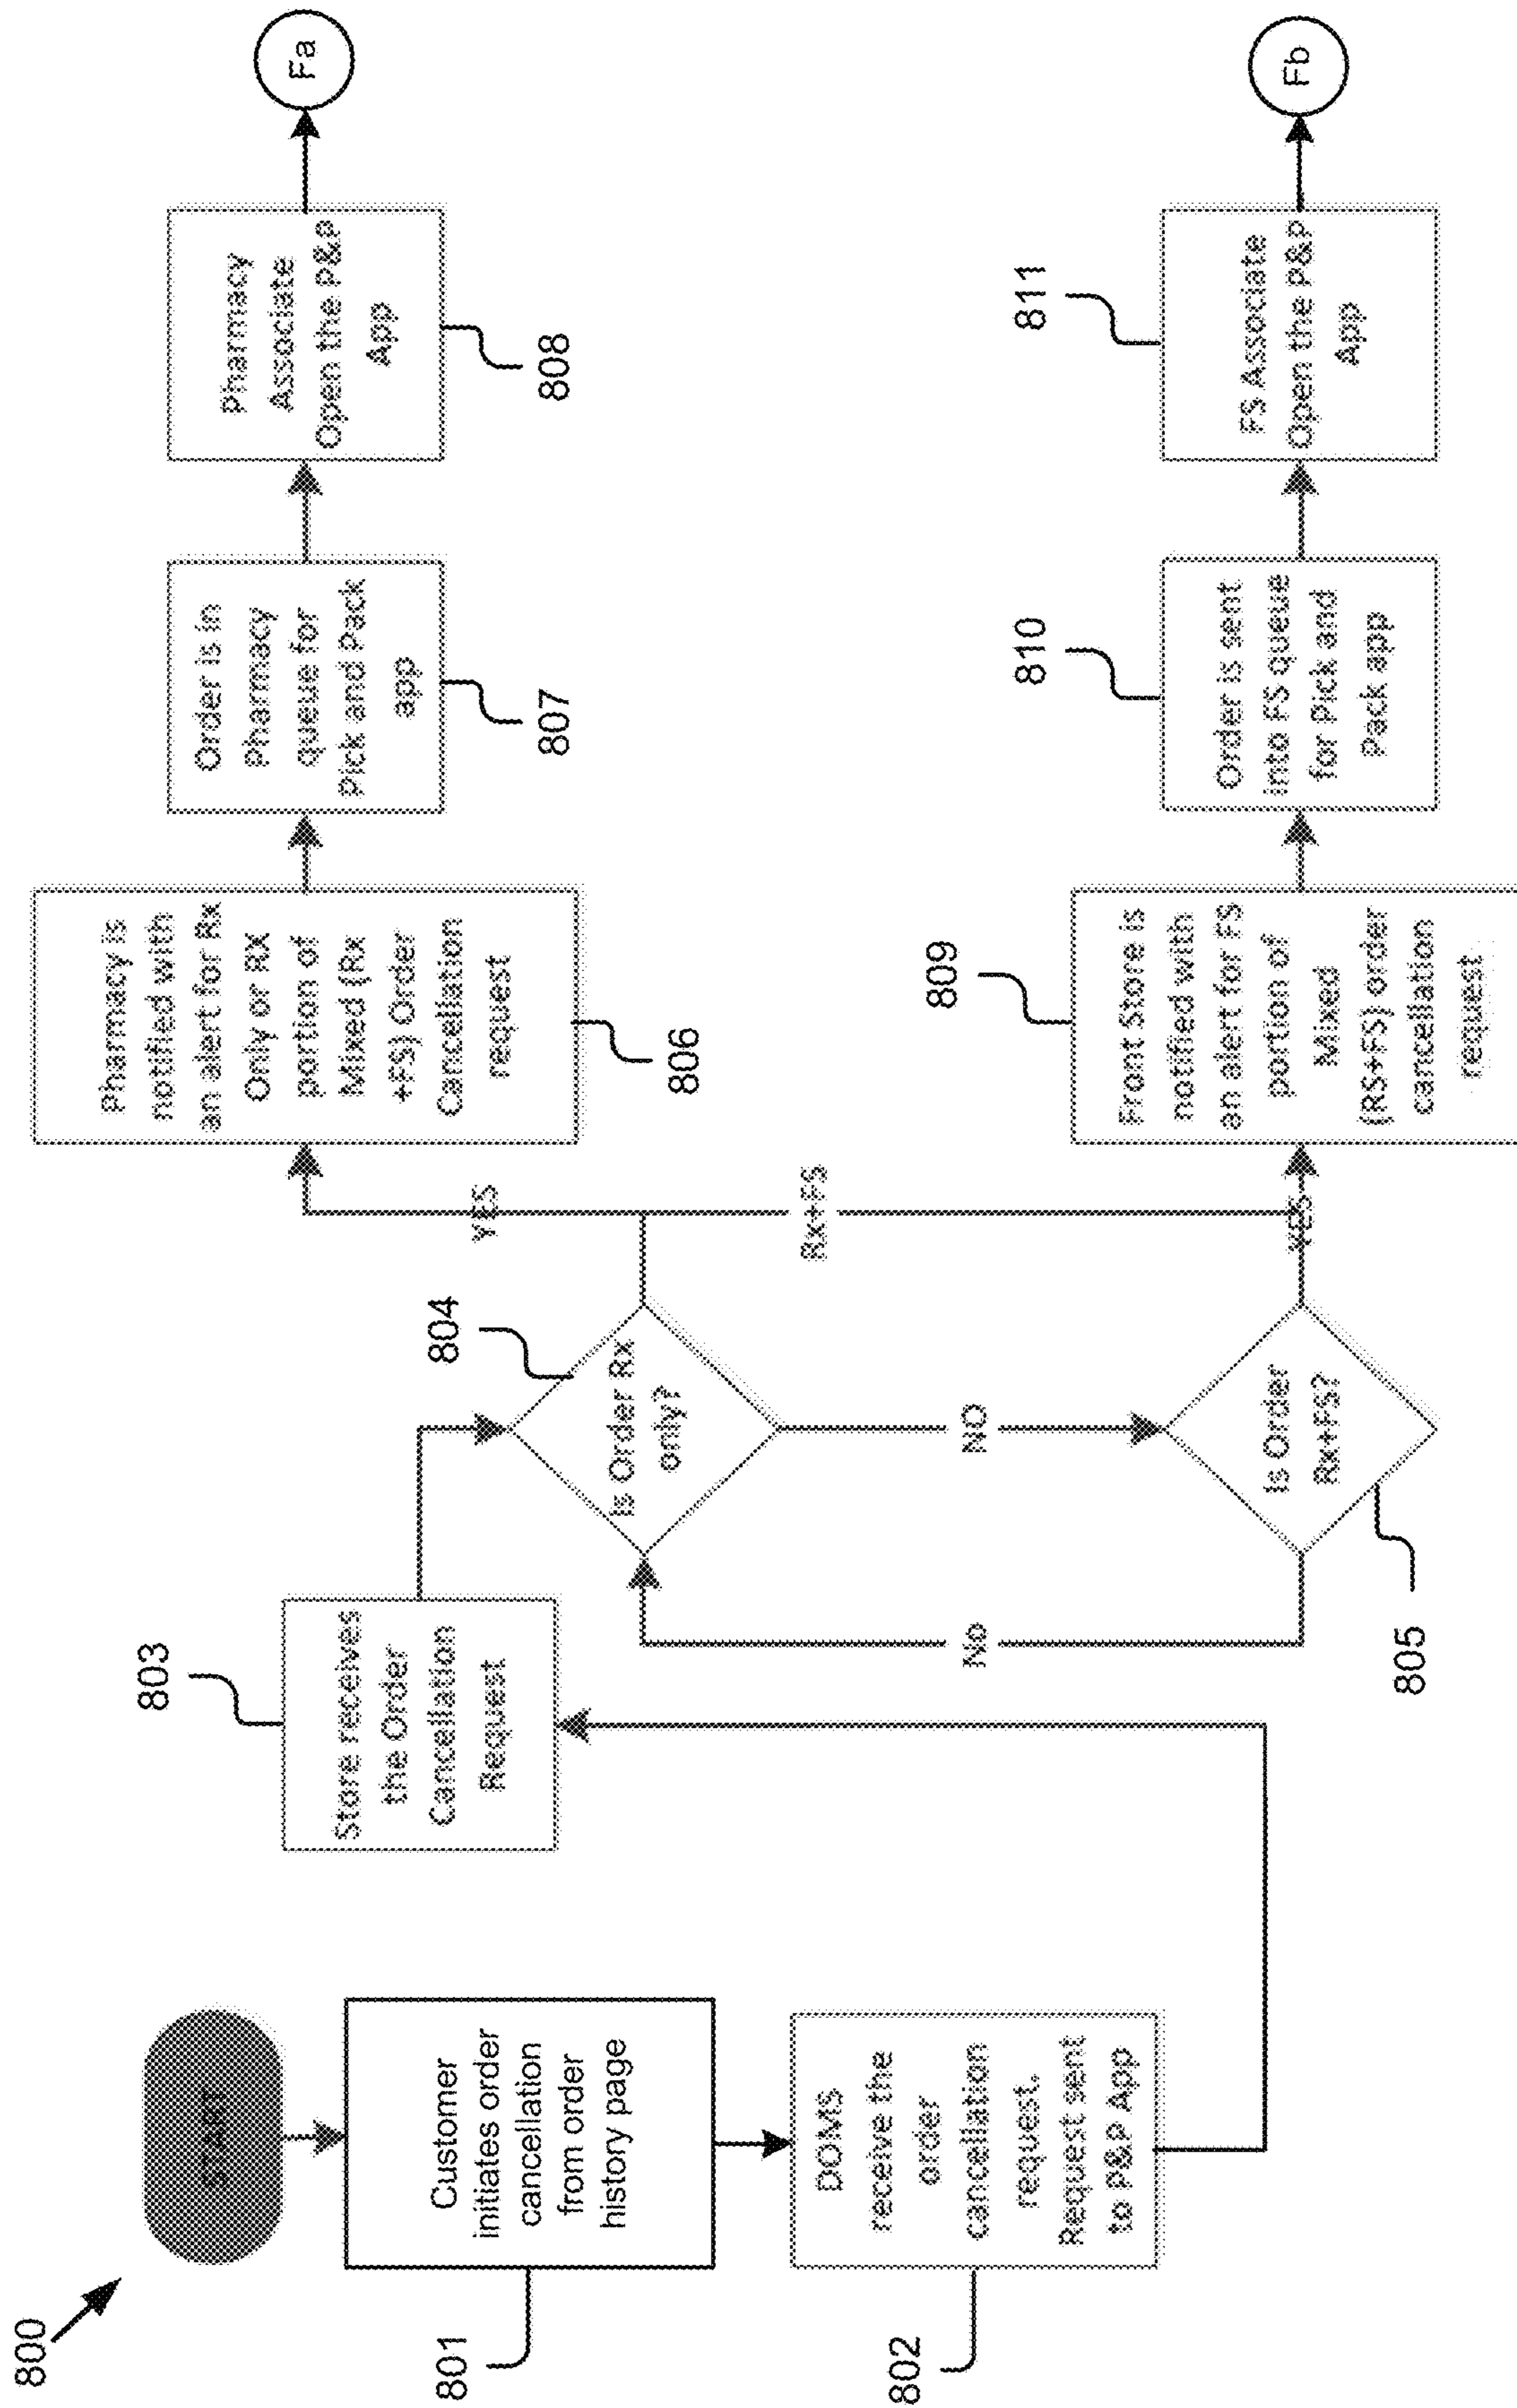 800
START
801
Customer
initiates order
cancellation
from order
history page
802
DOMS
receive the
order
cancellation
request.
Request sent
to P&P App
803
Store receives
the Order
Cancellation
Request
804
Is Order Rx
only?
NO
No
805
Is Order
Rx+FS?
YES
Rx+FS
YES
806
Pharmacy is
notified with
an alert for Rx
Only or RX
portion of
Mixed (Rx
+FS) Order
Cancellation
request
807
Order is in
Pharmacy
queue for
Pick and Pack
app
808
Pharmacy
Associate
Open the P&P
App
Fa
809
Front Store is
notified with
an alert for FS
portion of
Mixed
(RS+FS) order
cancellation
request
810
Order is sent
into FS queue
for Pick and
Pack app
811
FS Associate
Open the P&P
App
Fb